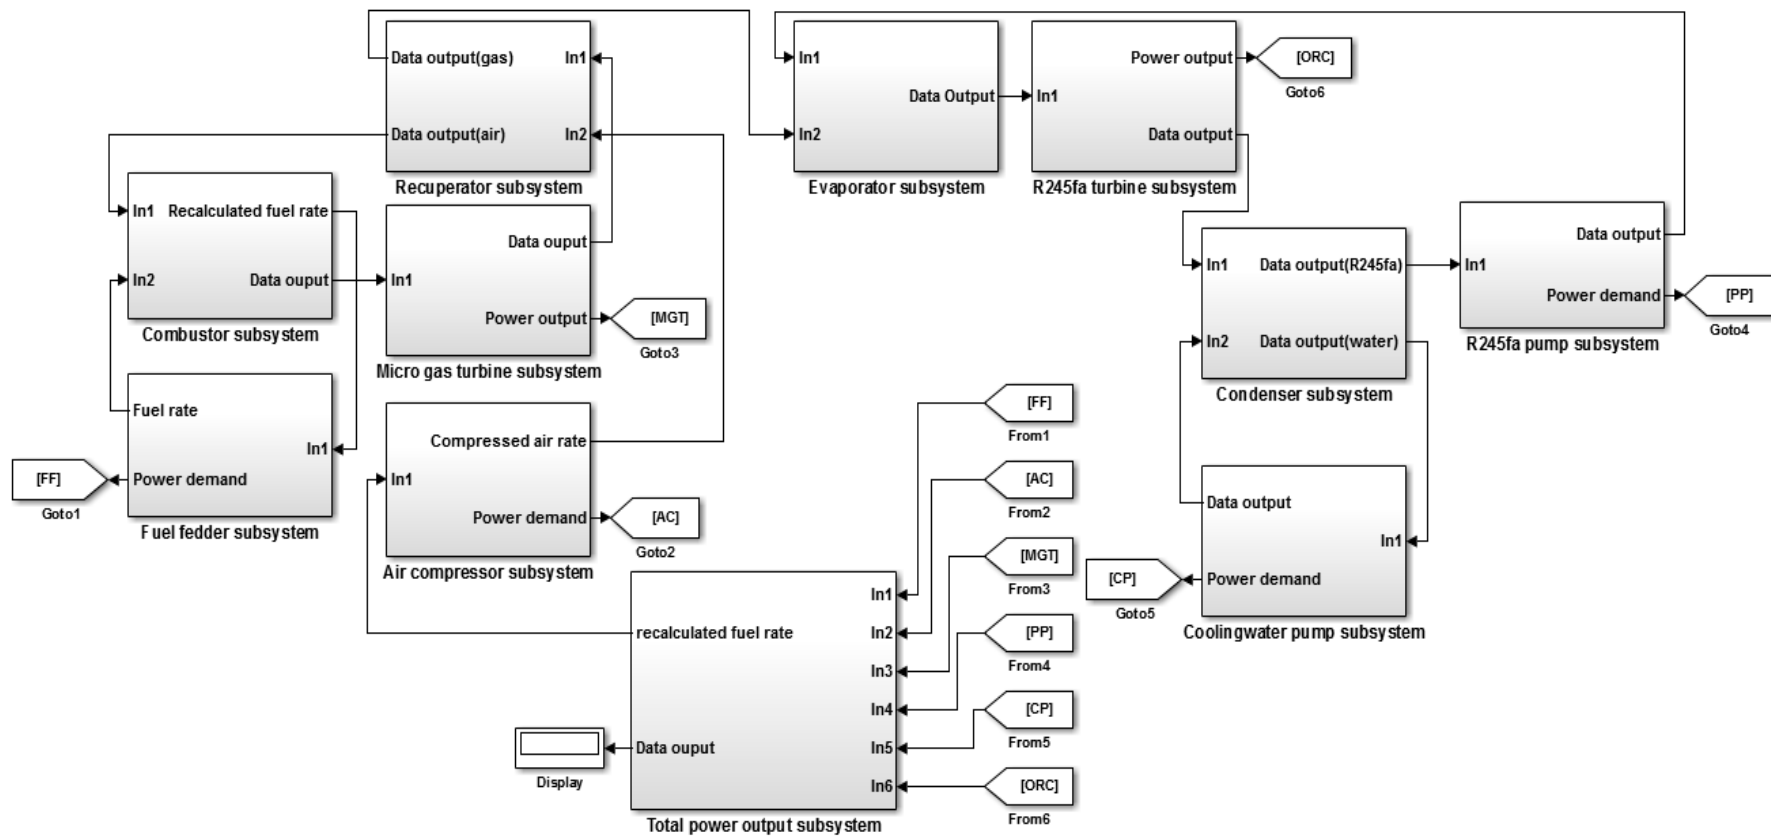 Data output(gas)
In1
Data output(air)
In2
Recuperator subsystem
In1
Data Output
In2
Evaporator subsystem
Power output
In1
Data output
R245fa turbine subsystem
[ORC]
Goto6
In1
Recalculated fuel rate
In2
Data ouput
Combustor subsystem
Data ouput
In1
Power output
Micro gas turbine subsystem
[MGT]
Goto3
In1
Data output(R245fa)
In2
Data output(water)
Condenser subsystem
Data output
In1
Power demand
R245fa pump subsystem
[PP]
Goto4
Fuel rate
In1
Power demand
Fuel fedder subsystem
[FF]
Goto1
Compressed air rate
In1
Power demand
Air compressor subsystem
[AC]
Goto2
[FF]
From1
[AC]
From2
[MGT]
From3
[PP]
From4
[CP]
From5
[ORC]
From6
Data output
In1
Power demand
Coolingwater pump subsystem
[CP]
Goto5
In1
recalculated fuel rate
In2
In3
In4
Data ouput
In5
In6
Total power output subsystem
Display